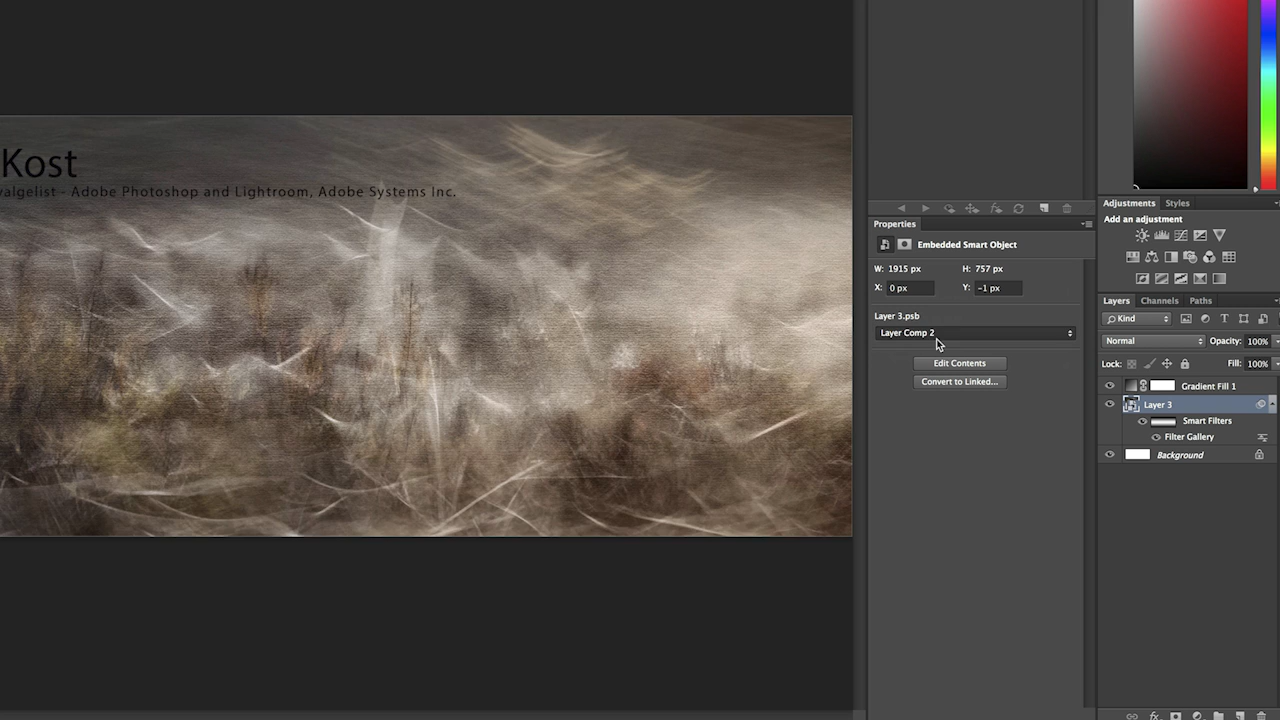 Kost
valgelist - Adobe Photoshop and Lightroom, Adobe Systems Inc.
Properties
Embedded Smart Object
W: 1915 px H: 757 px
X: 0 px Y: -1 px
Layer 3.psb
Layer Comp 2
Edit Contents
Convert to Linked...
Adjustments Styles
Add an adjustment
Layers Channels Paths
Kind
Normal Opacity: 100%
Lock: Fill: 100%
Gradient Fill 1
Layer 3
Smart Filters
Filter Gallery
Background